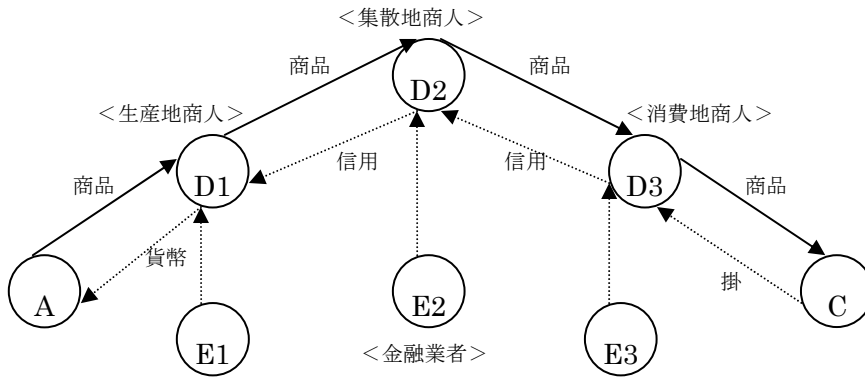 ＜集散地商人＞
商品
商品
D2
＜生産地商人＞
＜消費地商人＞
信用
信用
商品
D1
D3
商品
貨幣
掛
A
E2
C
E1
＜金融業者＞
E3